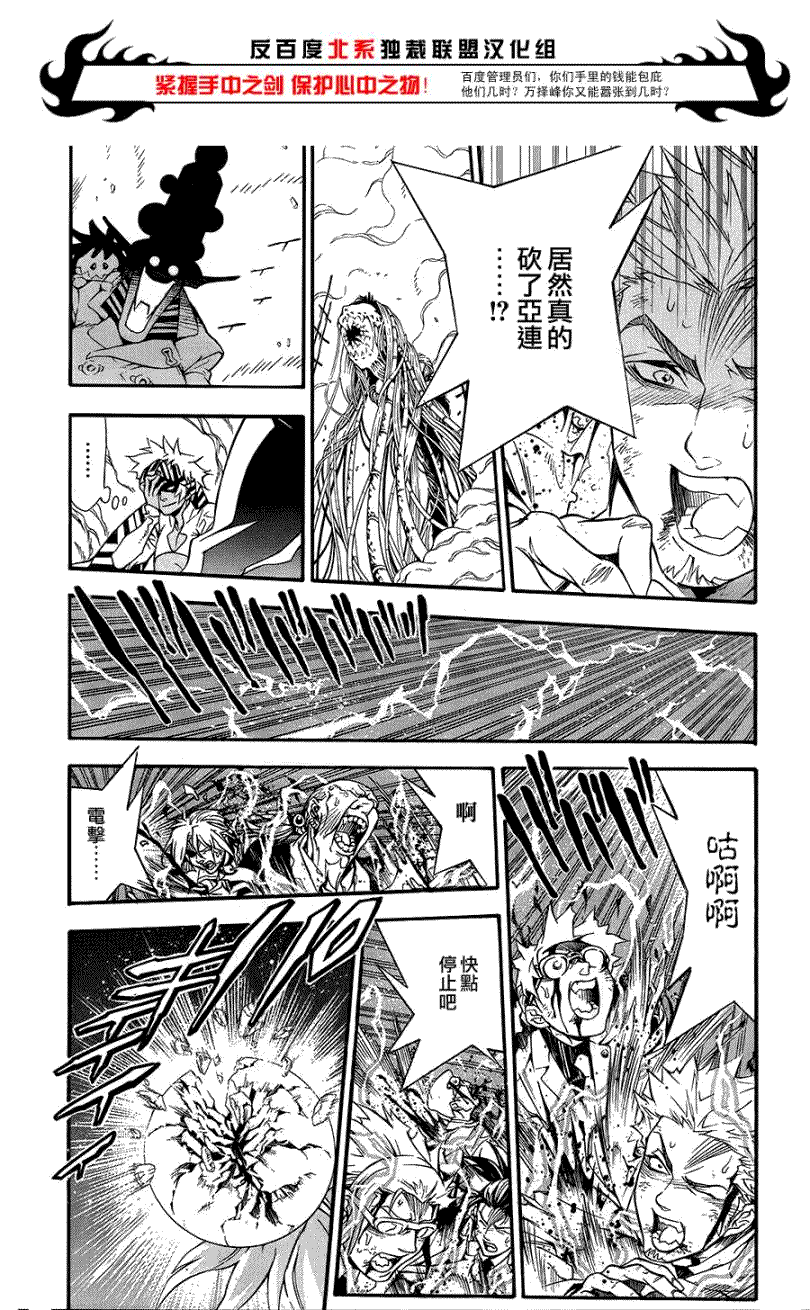 反百度北系独裁联盟汉化组
紧握手中之剑 保护心中之物!
百度管理员们，你们手里的钱能包庇
他们几时？万择峰你又能嚣张到几时？
居然真的
砍了亞連
……!?
……
咕啊啊
啊
電擊
……
快點
停止吧